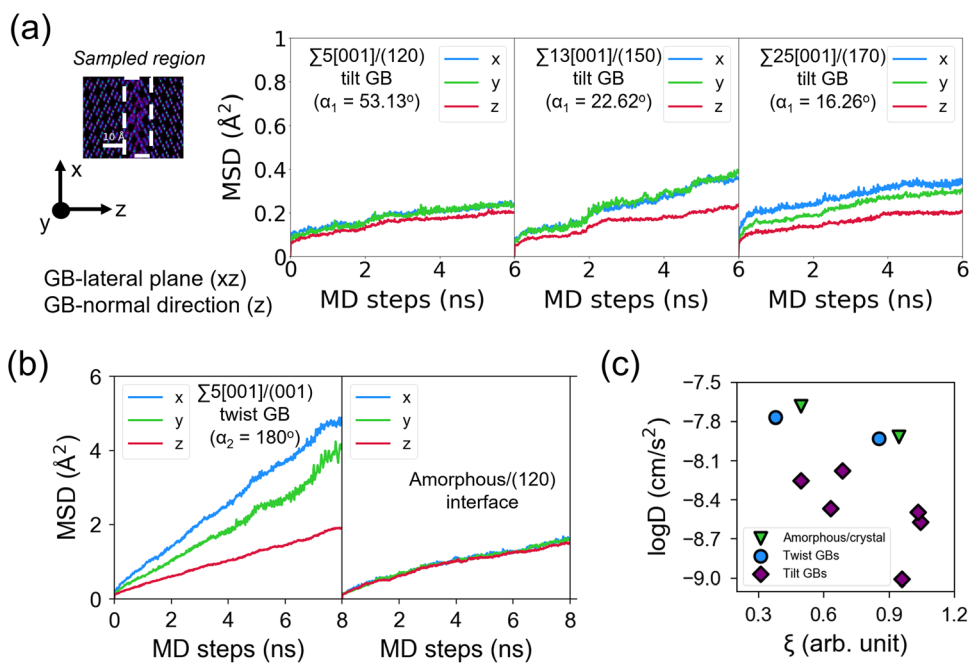 (a)
Sampled region
10 Å
x
y
z
GB-lateral plane (xz)
GB-normal direction (z)
MSD (Å²)
1
0.8
0.6
0.4
0.2
0
∑5[001]/(120)
tilt GB
(α₁ = 53.13º)
x
y
z
0
2
4
6
MD steps (ns)
∑13[001]/(150)
tilt GB
(α₁ = 22.62º)
x
y
z
2
4
6
MD steps (ns)
∑25[001]/(170)
tilt GB
(α₁ = 16.26º)
x
y
z
2
4
6
MD steps (ns)
(b)
MSD (Å²)
6
4
2
0
x
y
z
∑5[001]/(001)
twist GB
(α₂ = 180º)
0
2
4
6
8
MD steps (ns)
x
y
z
Amorphous/(120)
interface
2
4
6
8
MD steps (ns)
(c)
logD (cm/s²)
−7.5
−7.8
−8.1
−8.4
−8.7
−9.0
Amorphous/crystal
Twist GBs
Tilt GBs
0.3
0.6
0.9
1.2
ξ (arb. unit)